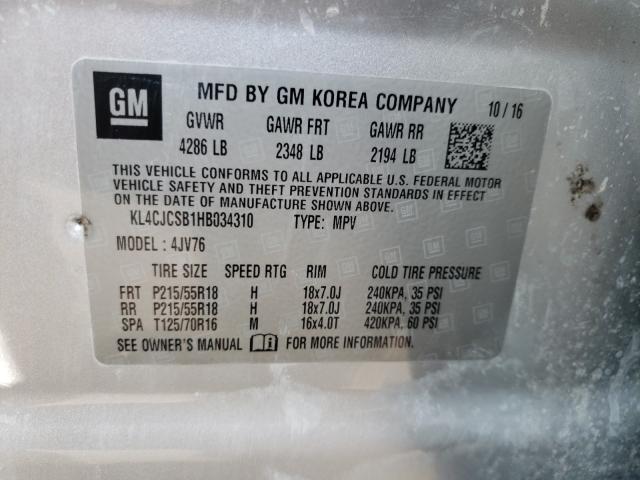 GM MFD BY GM KOREA COMPANY 10/16
GVWR GAWR FRT GAWR RR
4286 LB 2348 LB 2194 LB
THIS VEHICLE CONFORMS TO ALL APPLICABLE U.S. FEDERAL MOTOR
VEHICLE SAFETY AND THEFT PREVENTION STANDARDS IN EFFECT
ON THE DATE OF MANUFACTURE SHOWN ABOVE.
KL4CJCSB1HB034310 TYPE: MPV
MODEL: 4JV76
TIRE SIZE SPEED RTG RIM COLD TIRE PRESSURE
FRT P215/55R18 H 18x7.0J 240KPA, 35 PSI
RR P215/55R18 H 18x7.0J 240KPA, 35 PSI
SPA T125/70R16 M 16x4.0T 420KPA, 60 PSI
SEE OWNER'S MANUAL FOR MORE INFORMATION.